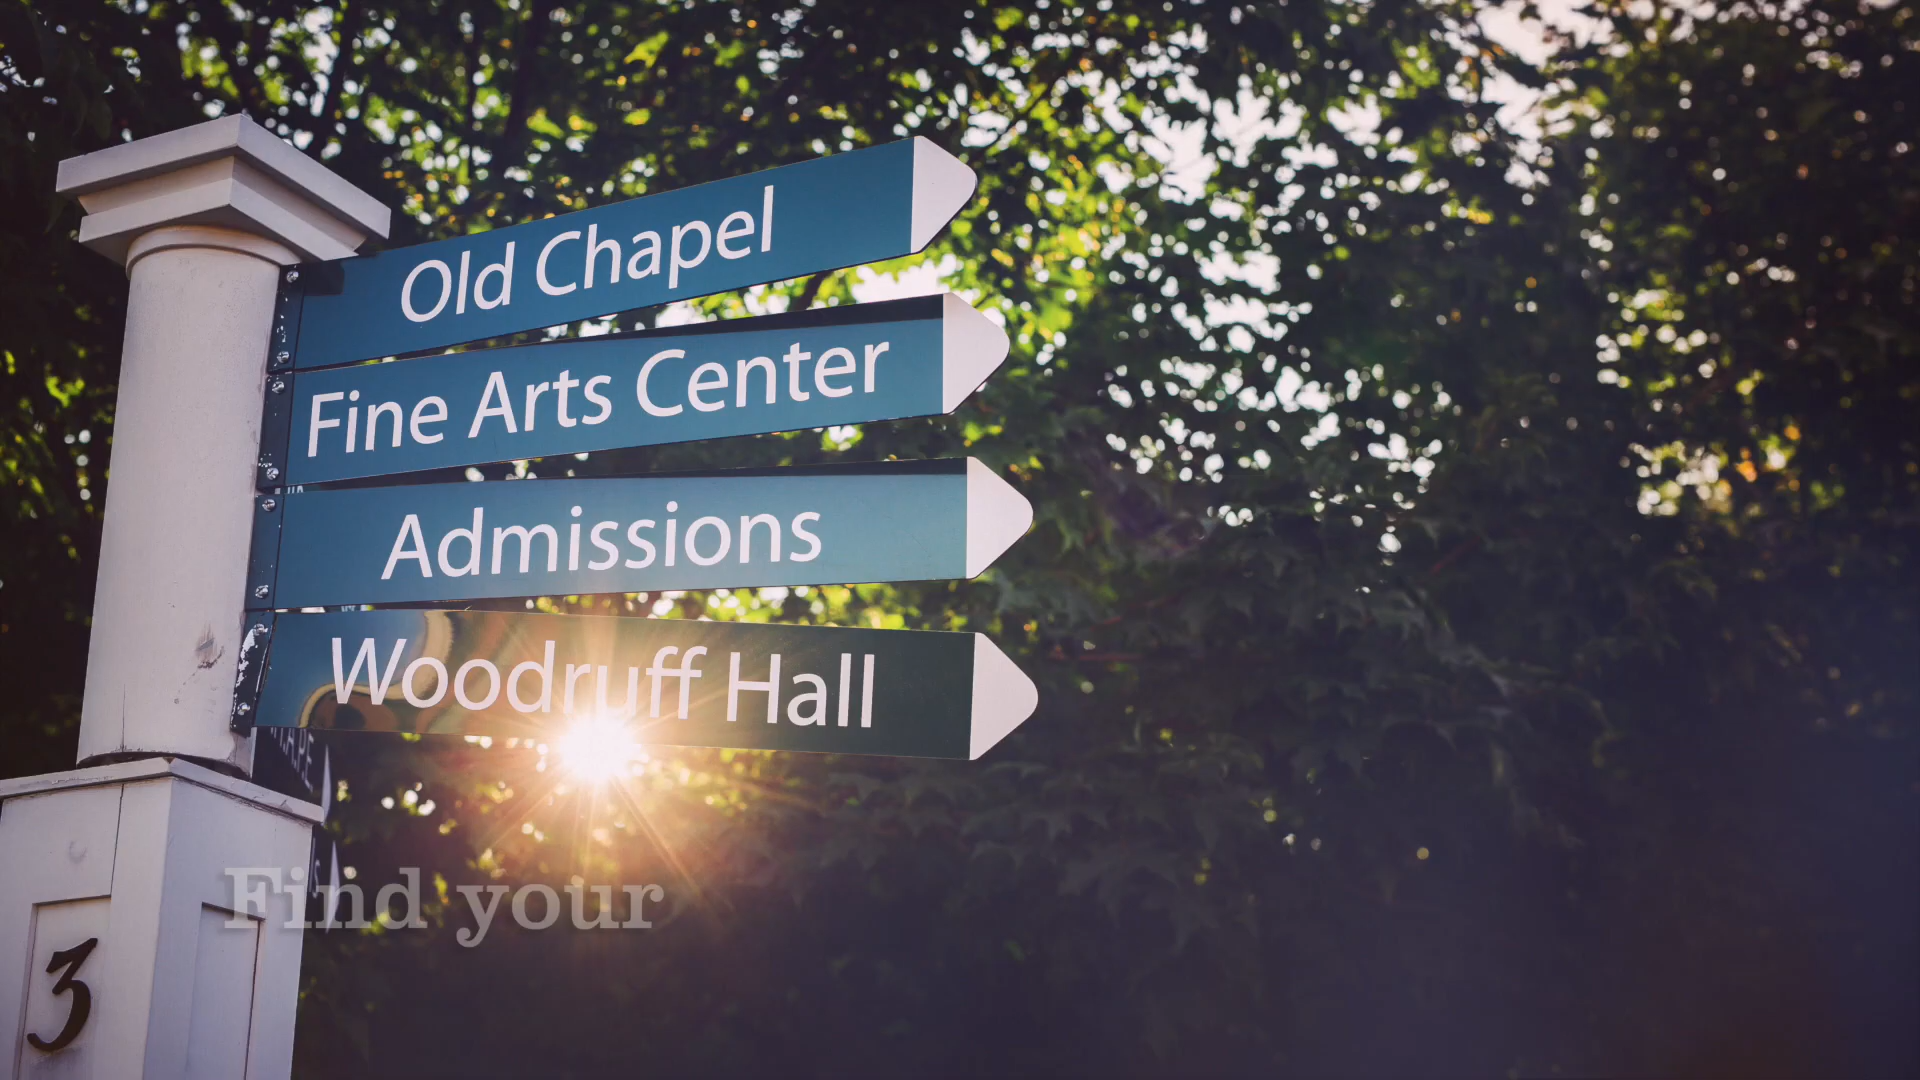 Old Chapel
Fine Arts Center
Admissions
Woodruff Hall
Find your
3